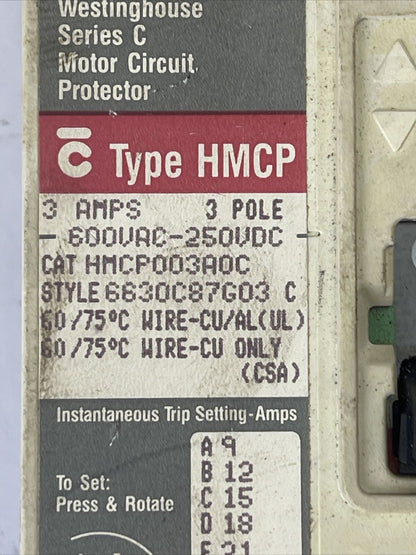 Westinghouse
Series C
Motor Circuit
Protector
C Type HMCP
3 AMPS 3 POLE
600VAC-250VDC
CAT HMCP003A0C
STYLE 6630C87G03 C
60/75°C WIRE-CU/AL(UL)
60/75°C WIRE-CU ONLY
(CSA)
Instantaneous Trip Setting-Amps
To Set:
Press & Rotate
A 9
B 12
C 15
D 18
E 21